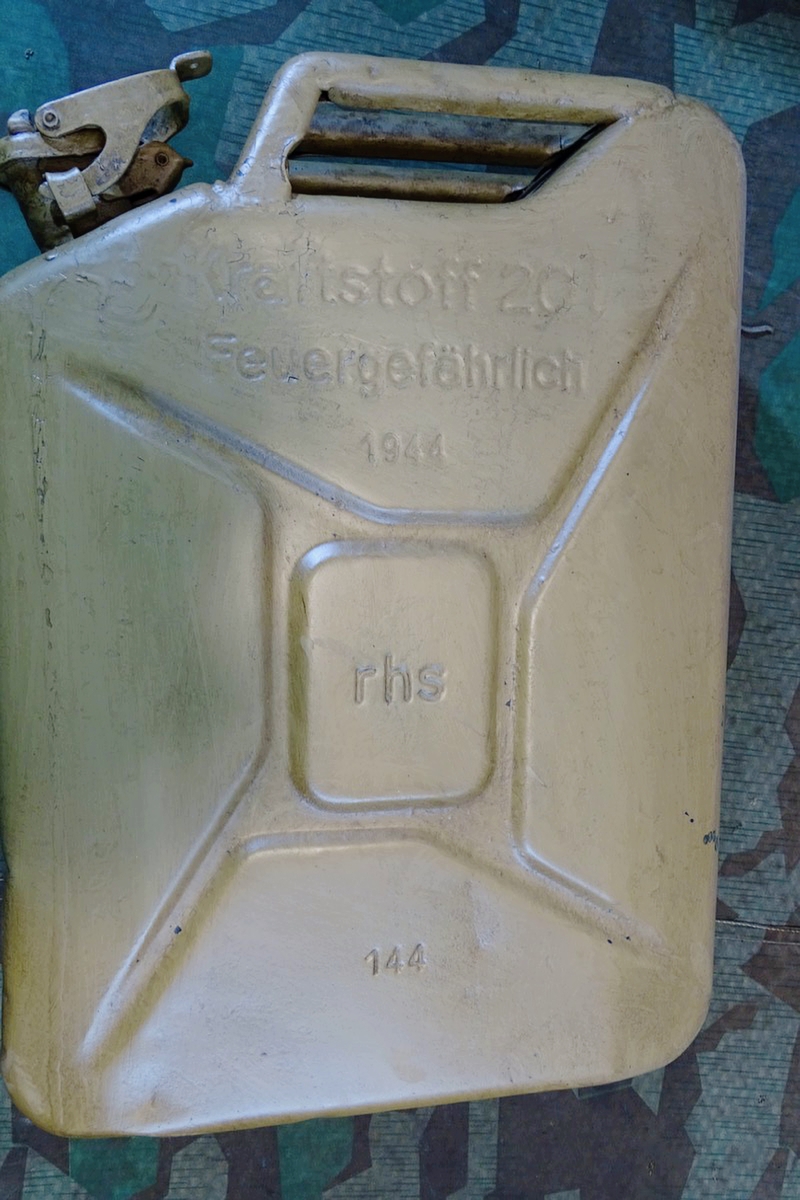 Kraftstoff 20 l
Feuergefährlich
1944
rhs
144